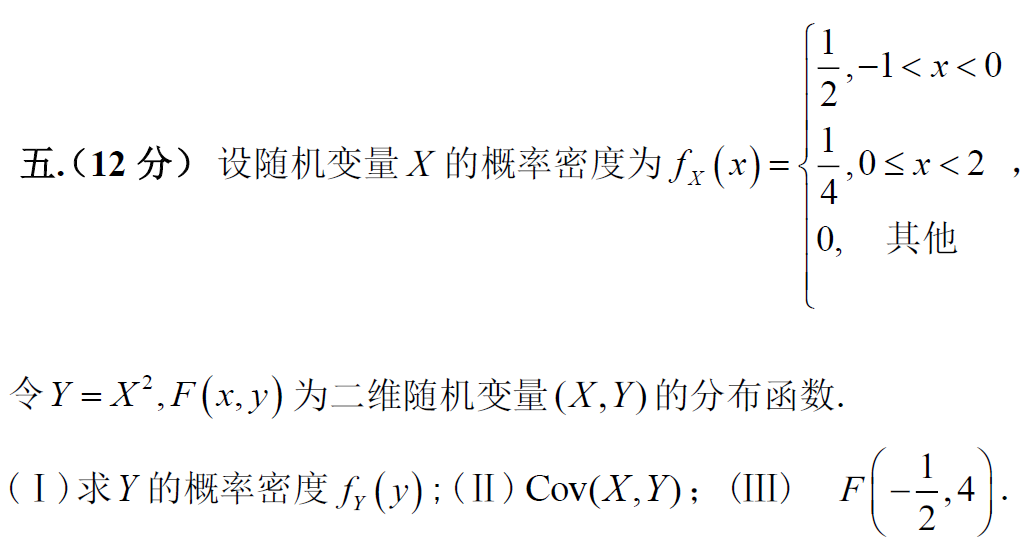 五.（12 分） 设随机变量 X 的概率密度为 f_X(x) = { 1/2, −1 < x < 0; 1/4, 0 ≤ x < 2; 0, 其他 ，
令 Y = X², F(x, y) 为二维随机变量 (X, Y) 的分布函数.
(Ⅰ) 求 Y 的概率密度 f_Y(y) ; (Ⅱ) Cov(X, Y) ； (Ⅲ) F(−1/2, 4) .